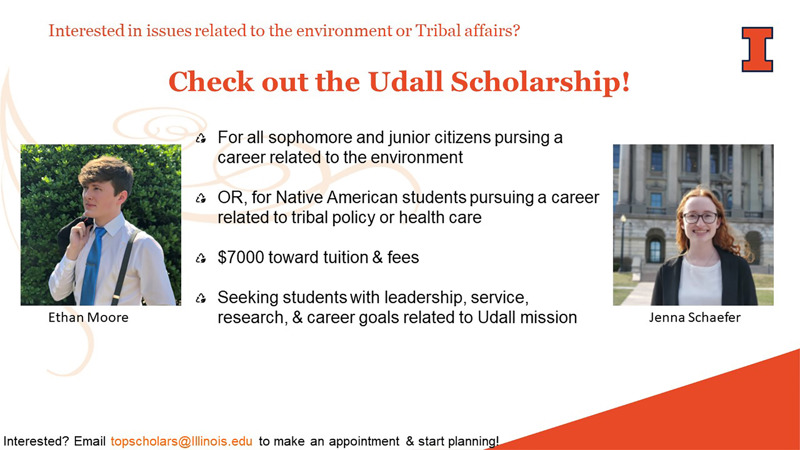 Interested in issues related to the environment or Tribal affairs?
I
Check out the Udall Scholarship!
For all sophomore and junior citizens pursing a
career related to the environment
OR, for Native American students pursuing a career
related to tribal policy or health care
$7000 toward tuition & fees
Seeking students with leadership, service,
research, & career goals related to Udall mission
Ethan Moore
Jenna Schaefer
Interested? Email topscholars@Illinois.edu to make an appointment & start planning!